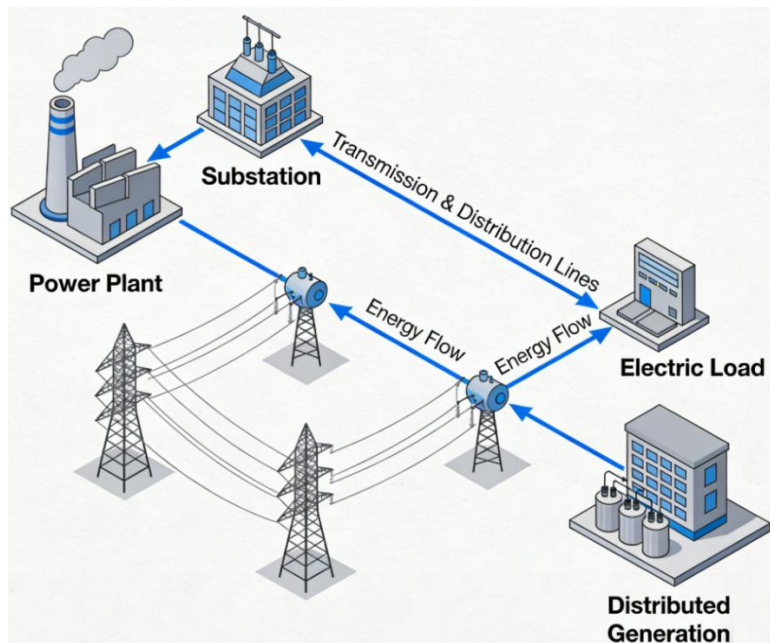 Substation
Transmission & Distribution Lines
Power Plant
Energy Flow
Energy Flow
Electric Load
Distributed
Generation